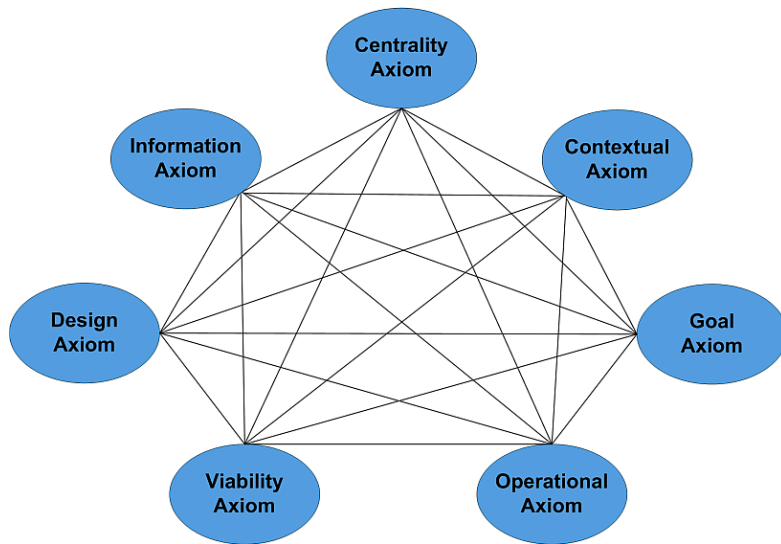 Centrality
Axiom
Information
Axiom
Contextual
Axiom
Design
Axiom
Goal
Axiom
Viability
Axiom
Operational
Axiom